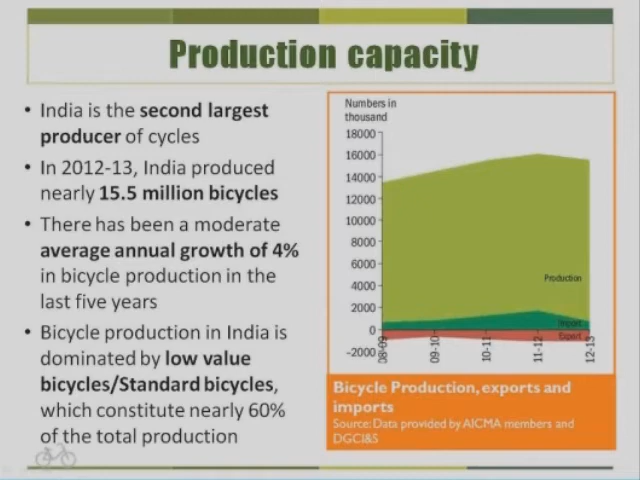 Production capacity
• India is the second largest
producer of cycles
• In 2012-13, India produced
nearly 15.5 million bicycles
• There has been a moderate
average annual growth of 4%
in bicycle production in the
last five years
• Bicycle production in India is
dominated by low value
bicycles/Standard bicycles,
which constitute nearly 60%
of the total production
Numbers in
thousand
18000
16000
14000
12000
10000
8000
6000
4000
2000
0
-2000
Production
Import
Export
08-09
09-10
10-11
11-12
12-13
Bicycle Production, exports and
imports
Source: Data provided by AICMA members and
DGCI&S